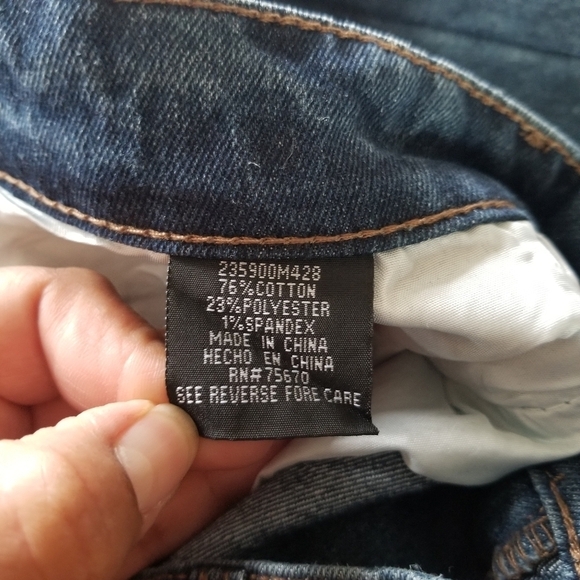 235900M428
76%COTTON
23%POLYESTER
1%SPANDEX
MADE IN CHINA
HECHO EN CHINA
RN#75670
SEE REVERSE FORE CARE